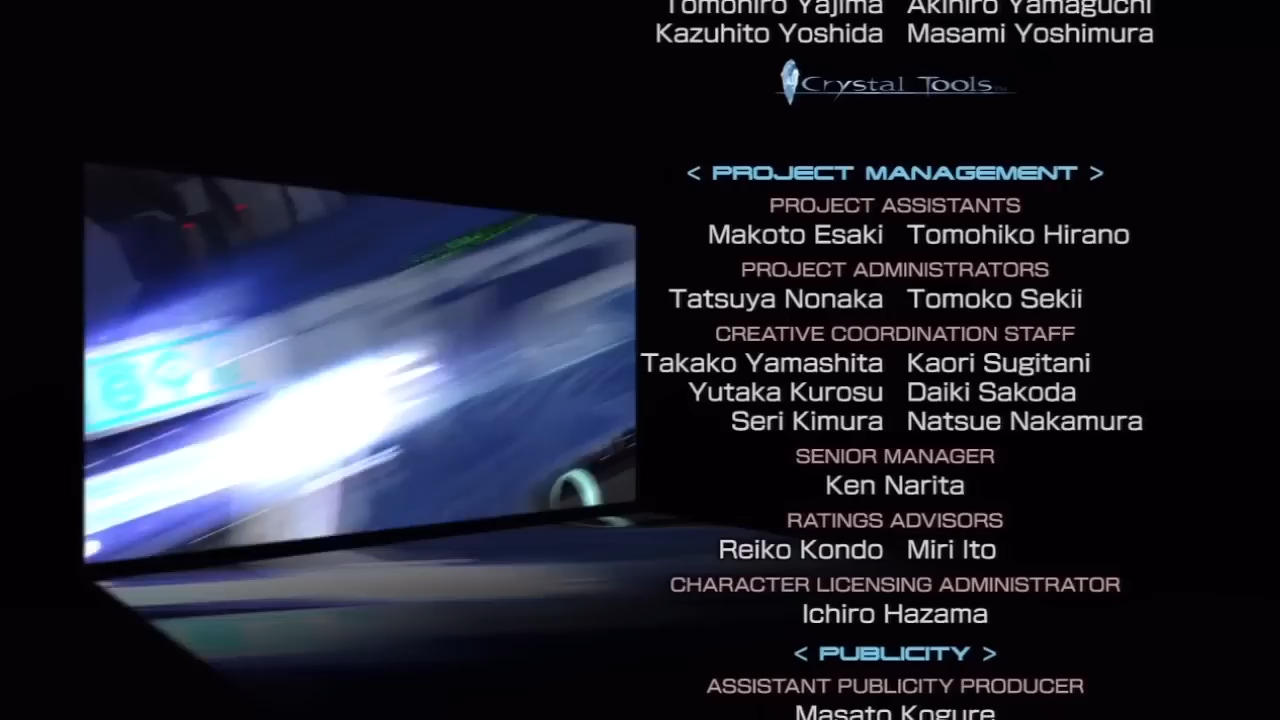 Tomohiro Yajima Akihiro Yamaguchi
Kazuhito Yoshida Masami Yoshimura
Crystal Tools™
< PROJECT MANAGEMENT >
PROJECT ASSISTANTS
Makoto Esaki Tomohiko Hirano
PROJECT ADMINISTRATORS
Tatsuya Nonaka Tomoko Sekii
CREATIVE COORDINATION STAFF
Takako Yamashita Kaori Sugitani
Yutaka Kurosu Daiki Sakoda
Seri Kimura Natsue Nakamura
SENIOR MANAGER
Ken Narita
RATINGS ADVISORS
Reiko Kondo Miri Ito
CHARACTER LICENSING ADMINISTRATOR
Ichiro Hazama
< PUBLICITY >
ASSISTANT PUBLICITY PRODUCER
Masato Kogure